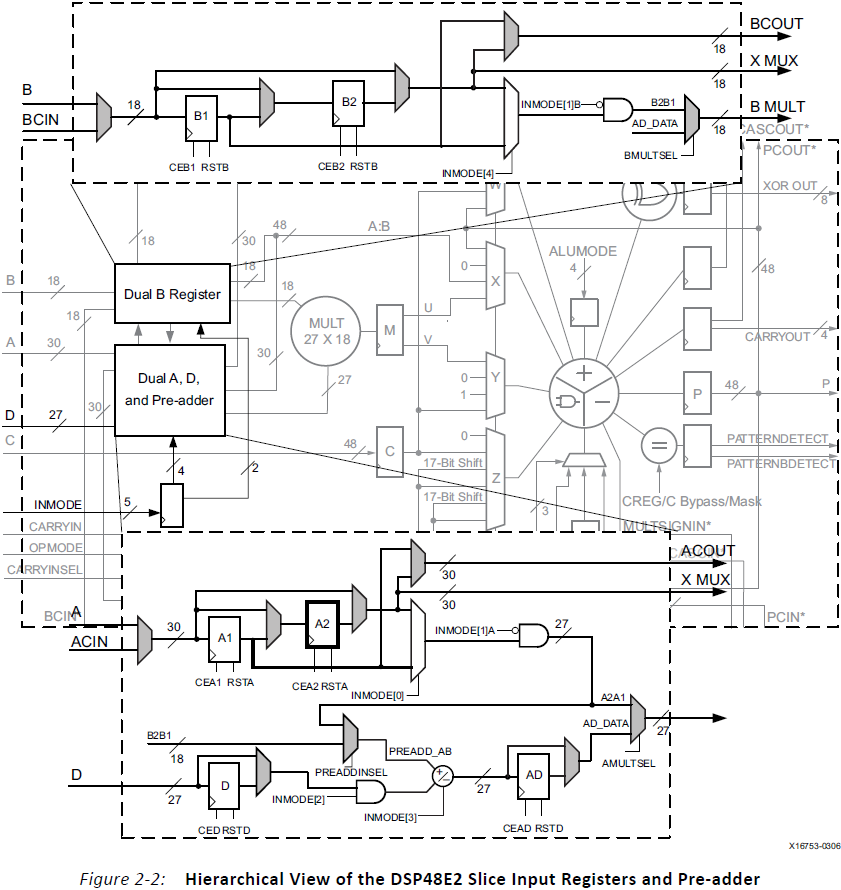 BCOUT
18
X MUX
18
B
BCIN
18
B1
B2
INMODE[1]B
B2B1
AD_DATA
B MULT
18
CEB1 RSTB
CEB2 RSTB
INMODE[4]
BMULTSEL
CASCOUT*
PCOUT*
XOR OUT
8
18
30
48
A:B
W
ALUMODE
4
48
B
18
Dual B Register
18
18
0
X
18
MULT
27 X 18
M
U
V
CARRYOUT
4
A
30
Dual A, D,
and Pre-adder
30
27
0
1
Y
P
48
P
D
27
30
C
48
C
0
17-Bit Shift
17-Bit Shift
Z
=
PATTERNDETECT
PATTERNBDETECT
4
2
3
CREG/C Bypass/Mask
INMODE
5
CARRYIN
OPMODE
CARRYINSEL
MULTSIGNIN*
BCIN*
PCIN*
ACOUT
30
X MUX
30
A
ACIN
30
A1
A2
INMODE[1]A
27
CEA1 RSTA
CEA2 RSTA
INMODE[0]
A2A1
AD_DATA
27
B2B1
18
PREADD_AB
PREADDINSEL
AMULTSEL
D
27
D
INMODE[2]
+/-
27
AD
INMODE[3]
CED RSTD
CEAD RSTD
X16753-0306
Figure 2-2: Hierarchical View of the DSP48E2 Slice Input Registers and Pre-adder